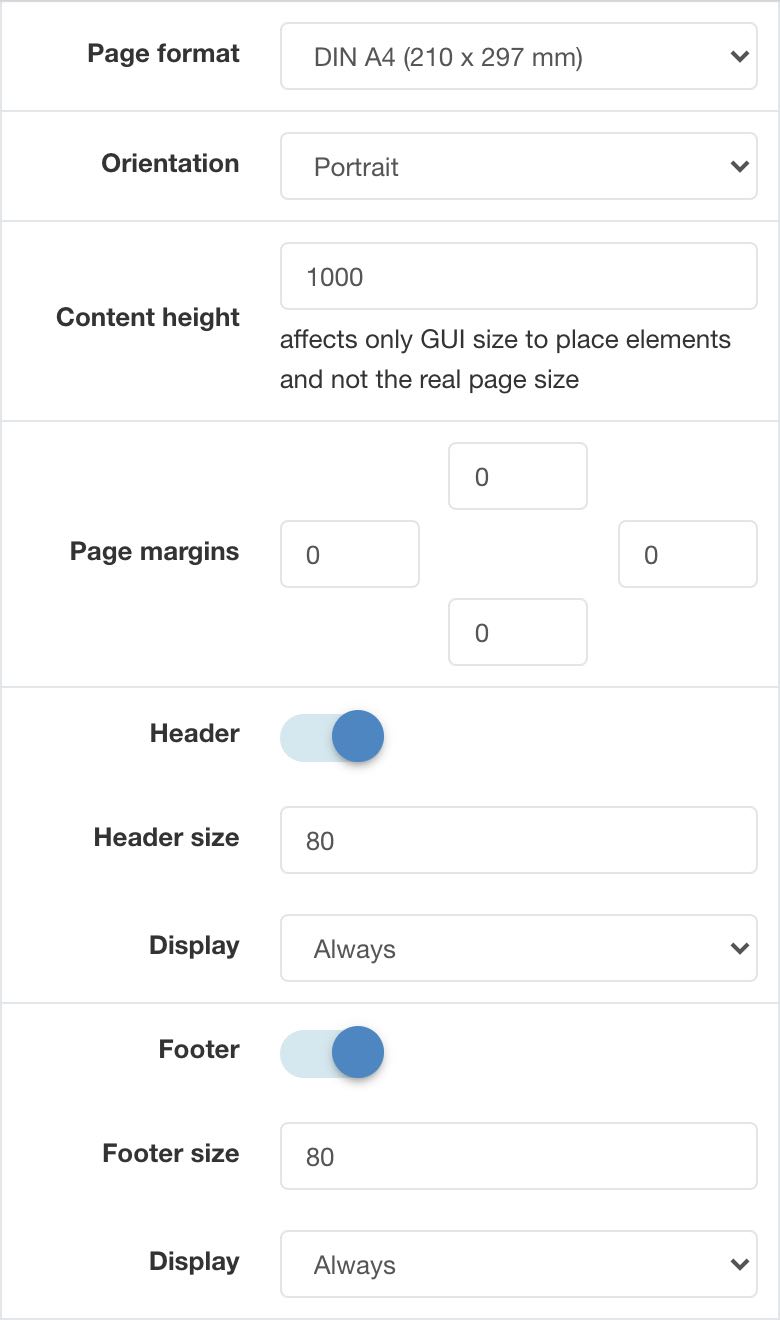 Page format
DIN A4 (210 x 297 mm)
Orientation
Portrait
Content height
1000
affects only GUI size to place elements
and not the real page size
Page margins
0
0
0
0
Header
Header size
80
Display
Always
Footer
Footer size
80
Display
Always